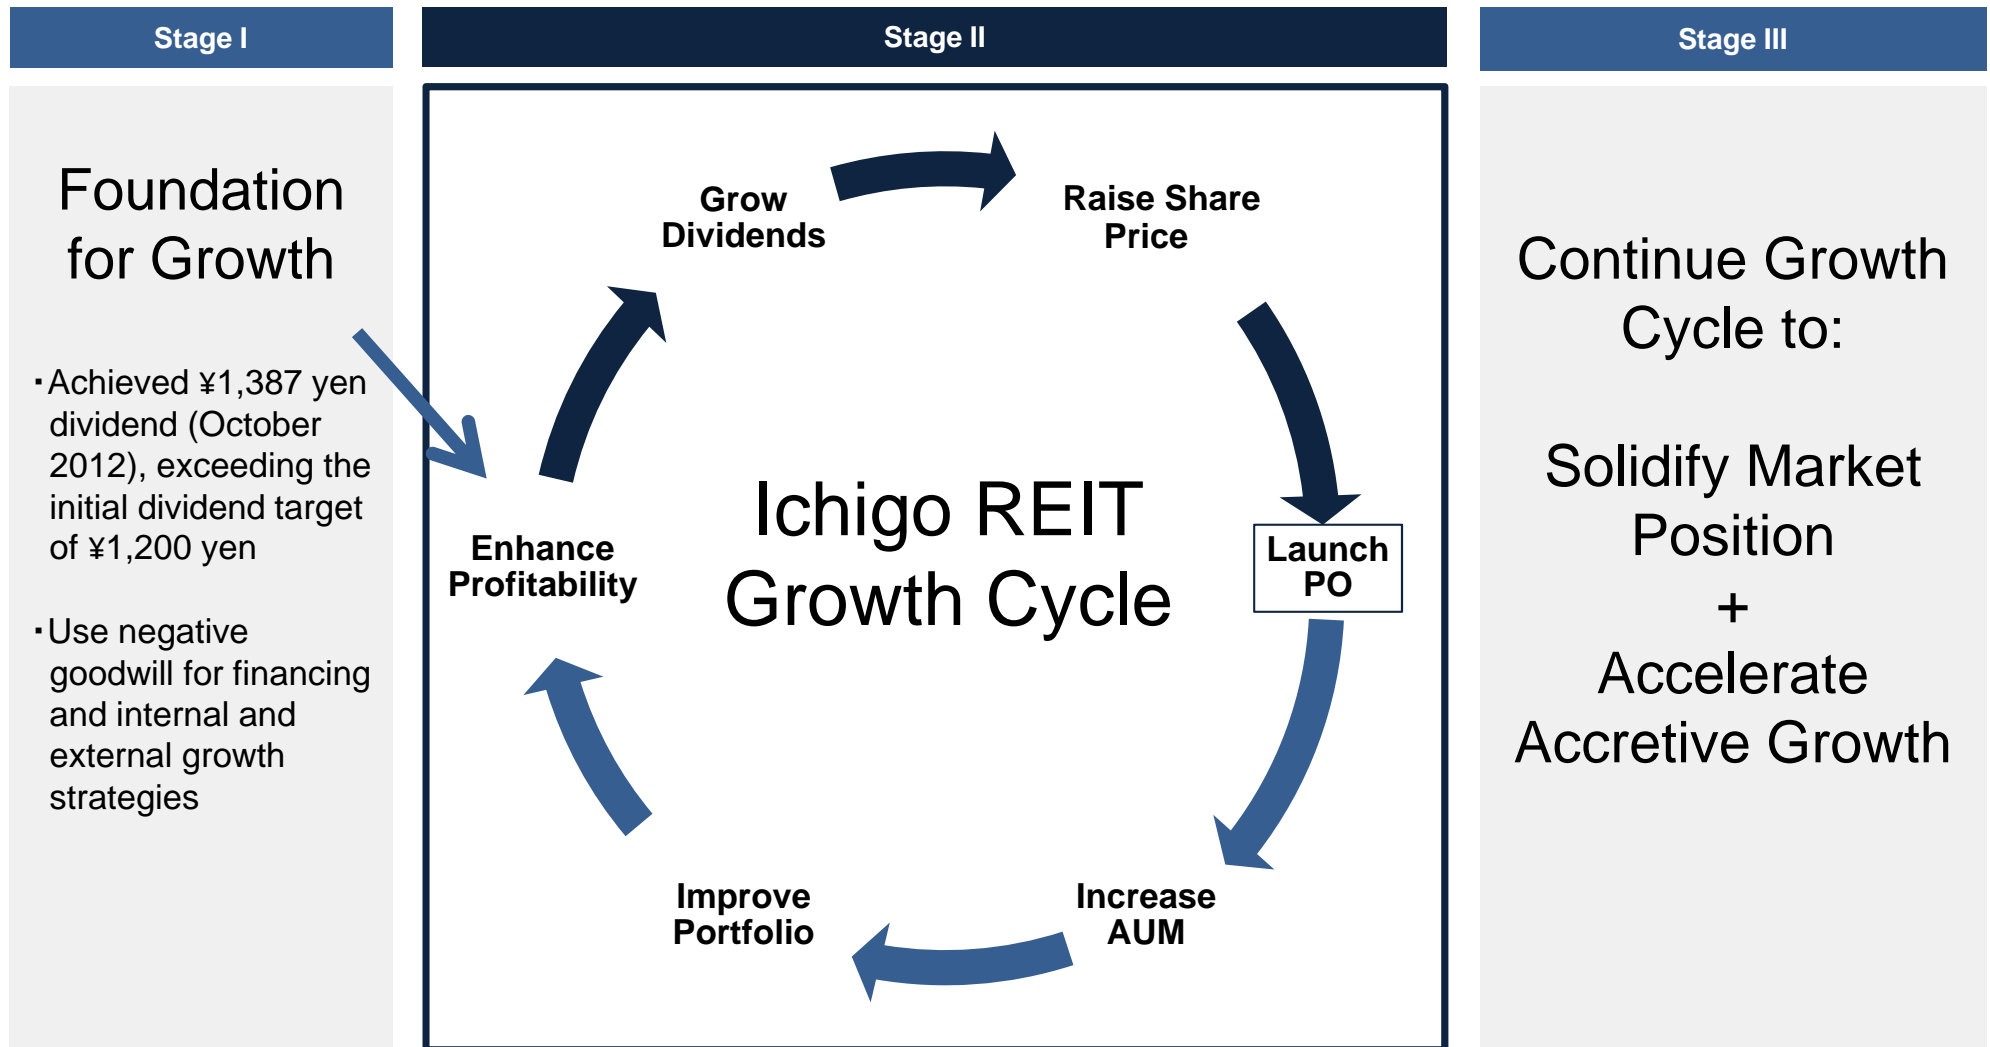 Stage I
Foundation
for Growth
・Achieved ¥1,387 yen
dividend (October
2012), exceeding the
initial dividend target
of ¥1,200 yen
・Use negative
goodwill for financing
and internal and
external growth
strategies
Stage II
Grow
Dividends
Raise Share
Price
Launch
PO
Increase
AUM
Improve
Portfolio
Enhance
Profitability
Ichigo REIT
Growth Cycle
Stage III
Continue Growth
Cycle to:
Solidify Market
Position
+
Accelerate
Accretive Growth